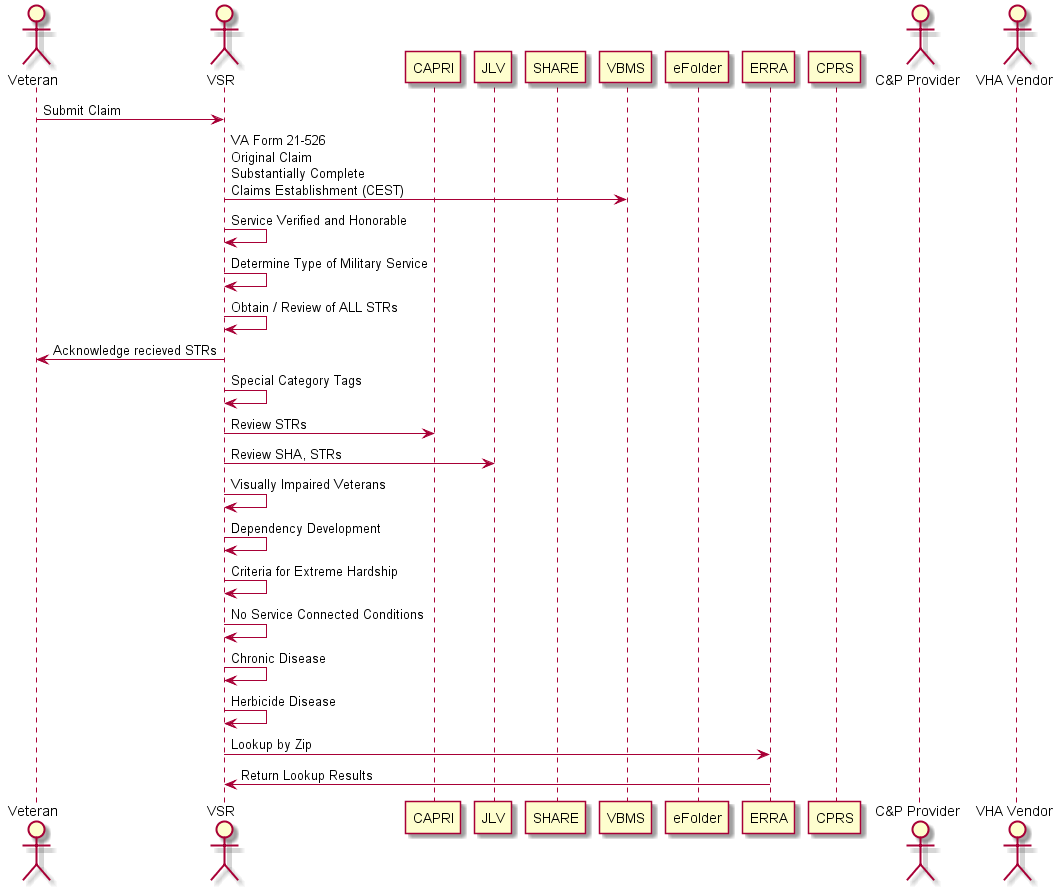 Veteran
VSR
CAPRI
JLV
SHARE
VBMS
eFolder
ERRA
CPRS
C&P Provider
VHA Vendor
Submit Claim
VA Form 21-526
Original Claim
Substantially Complete
Claims Establishment (CEST)
Service Verified and Honorable
Determine Type of Military Service
Obtain / Review of ALL STRs
Acknowledge recieved STRs
Special Category Tags
Review STRs
Review SHA, STRs
Visually Impaired Veterans
Dependency Development
Criteria for Extreme Hardship
No Service Connected Conditions
Chronic Disease
Herbicide Disease
Lookup by Zip
Return Lookup Results
Veteran
VSR
CAPRI
JLV
SHARE
VBMS
eFolder
ERRA
CPRS
C&P Provider
VHA Vendor